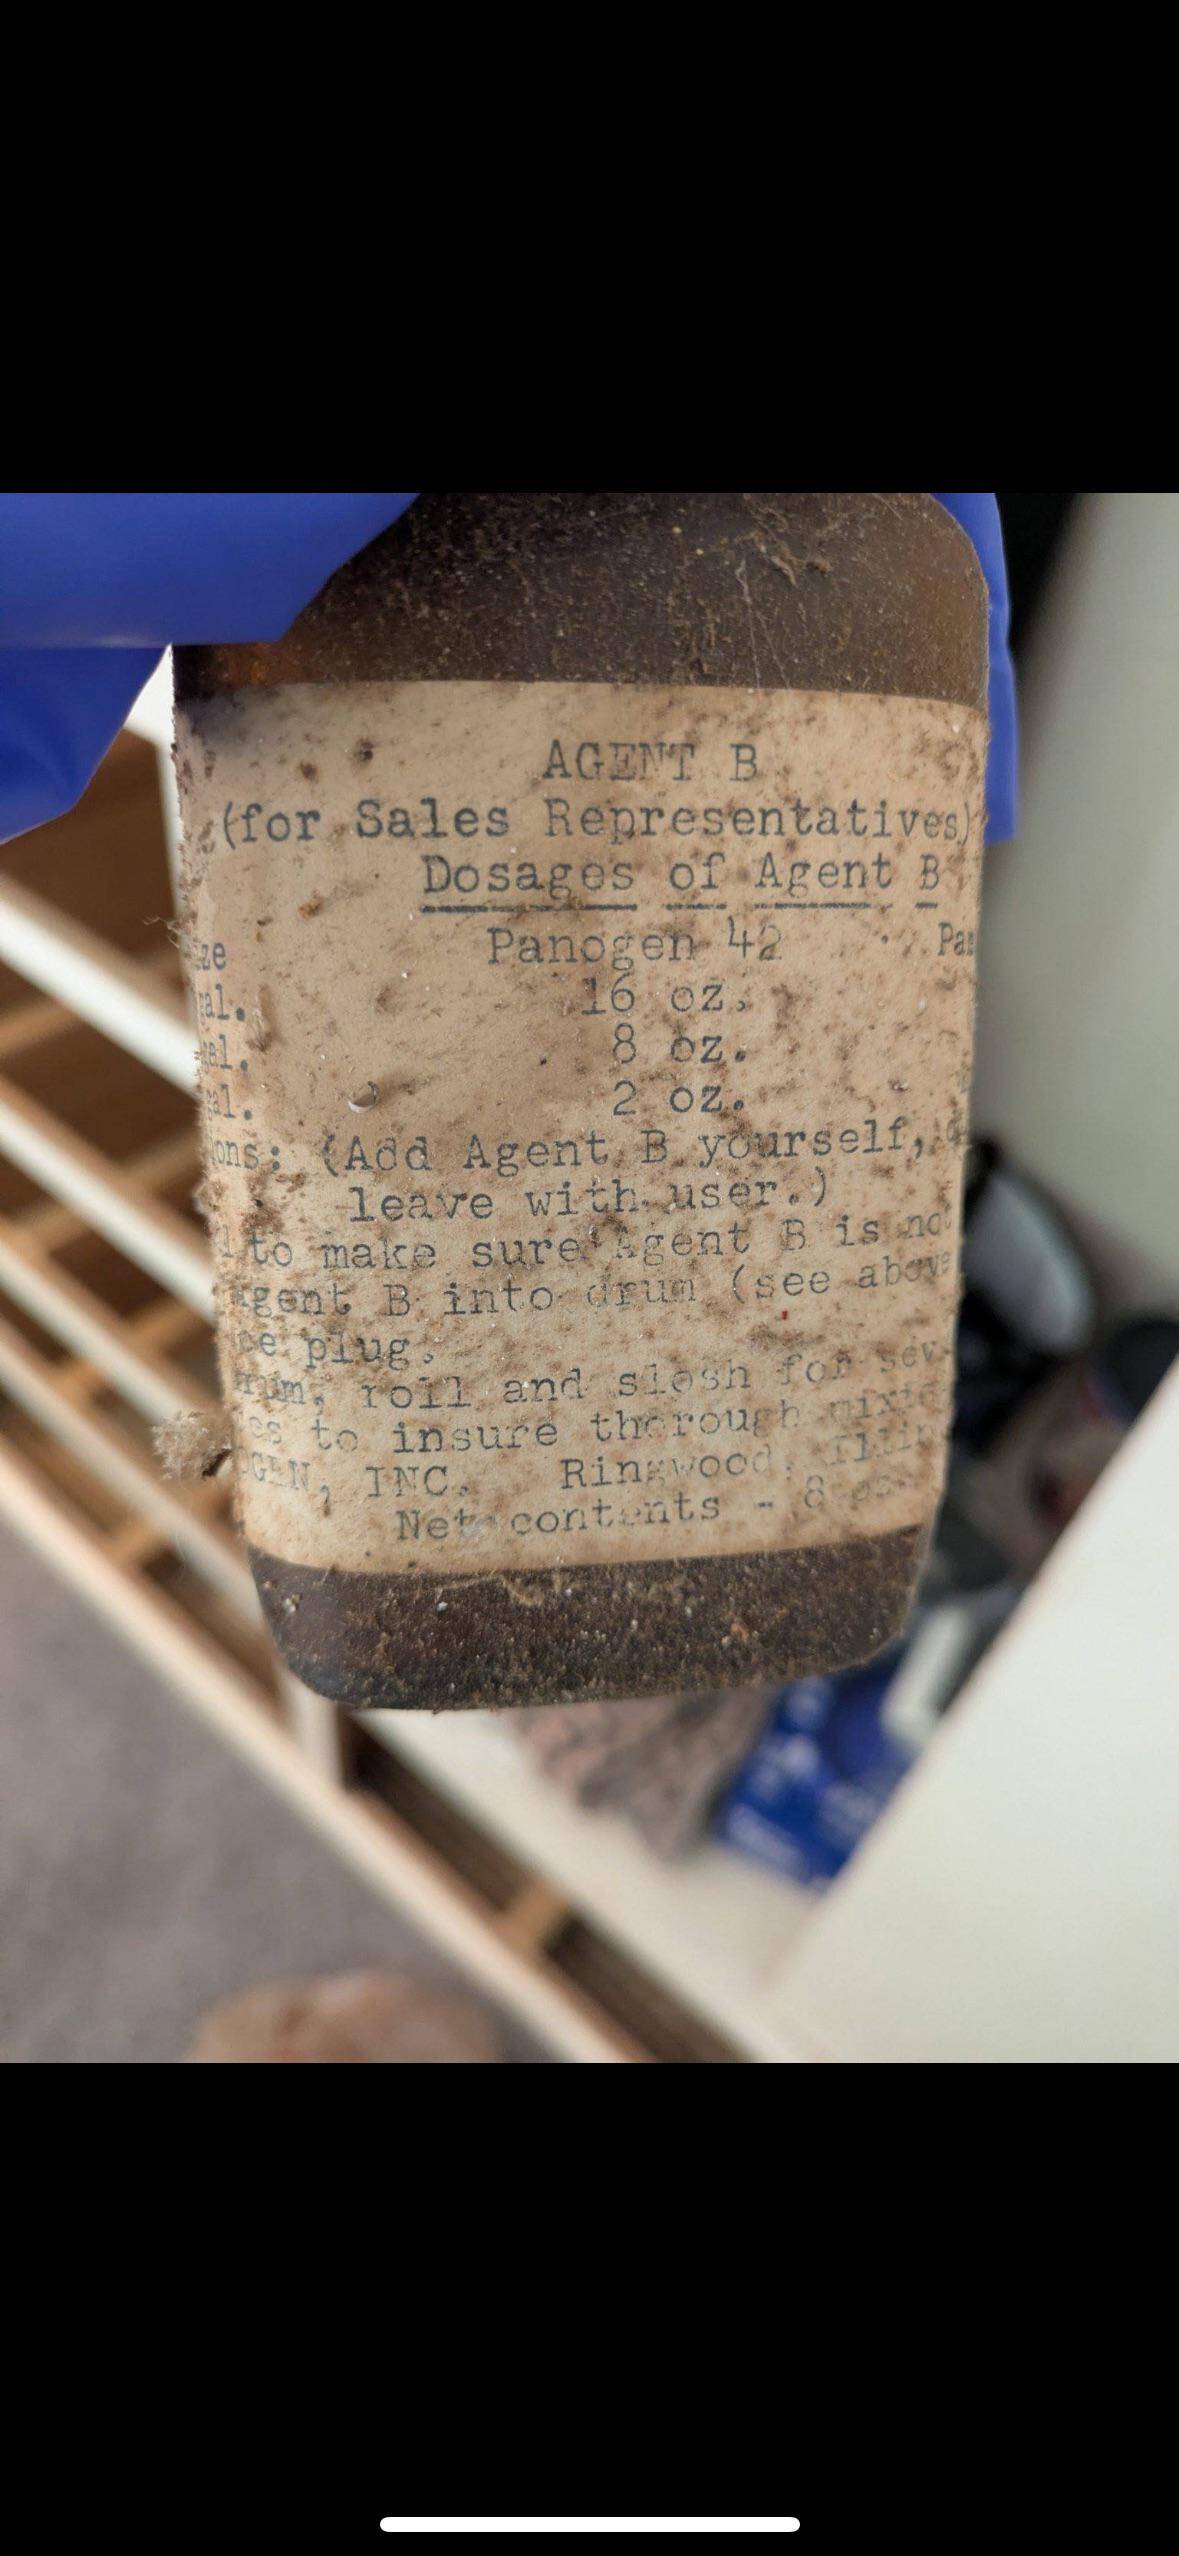 AGENT B
(for Sales Representatives)
Dosages of Agent B
Panogen 42
16 oz.
8 oz.
2 oz.
(Add Agent B yourself,
leave with user.)
to make sure Agent B is not
Agent B into drum (see above
plug.
roll and slosh for
to insure thorough
INC. Ringwood,
Net contents - 8